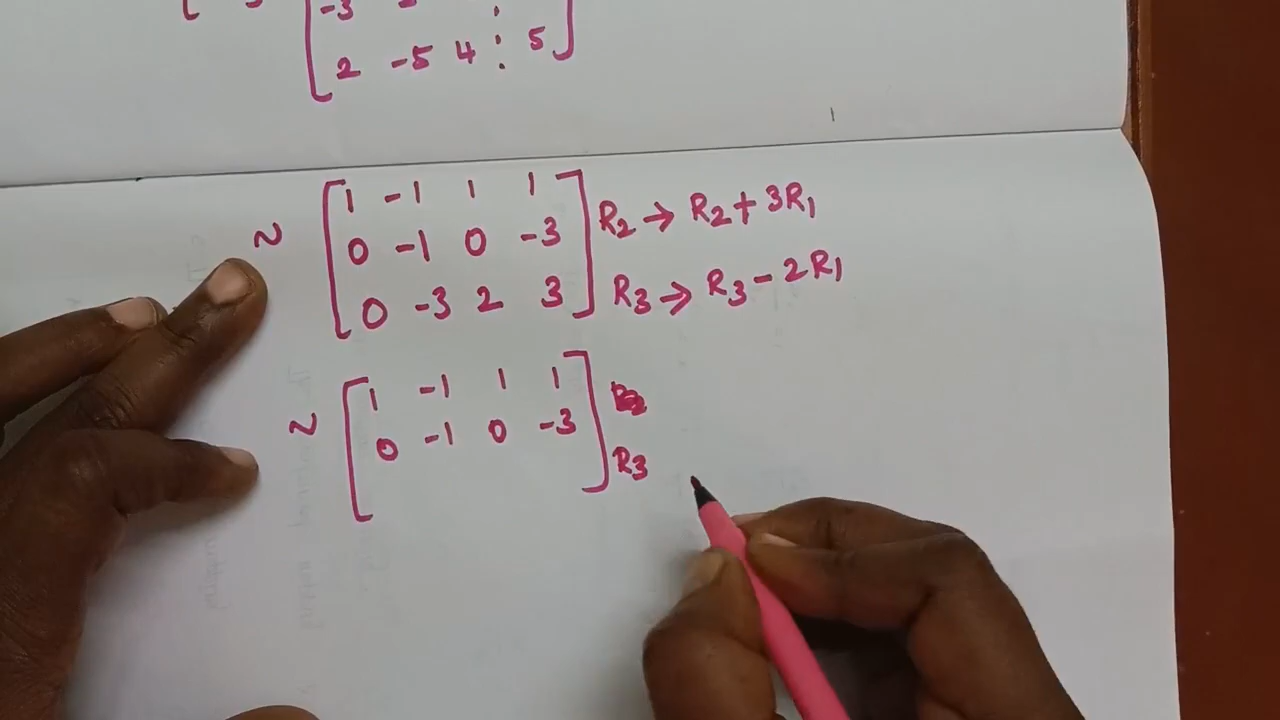 -3
2 -5 4 : 5
~ 1 -1 1 1
0 -1 0 -3 R2 → R2 + 3R1
0 -3 2 3 R3 → R3 - 2R1
~ 1 -1 1 1
0 -1 0 -3
R3